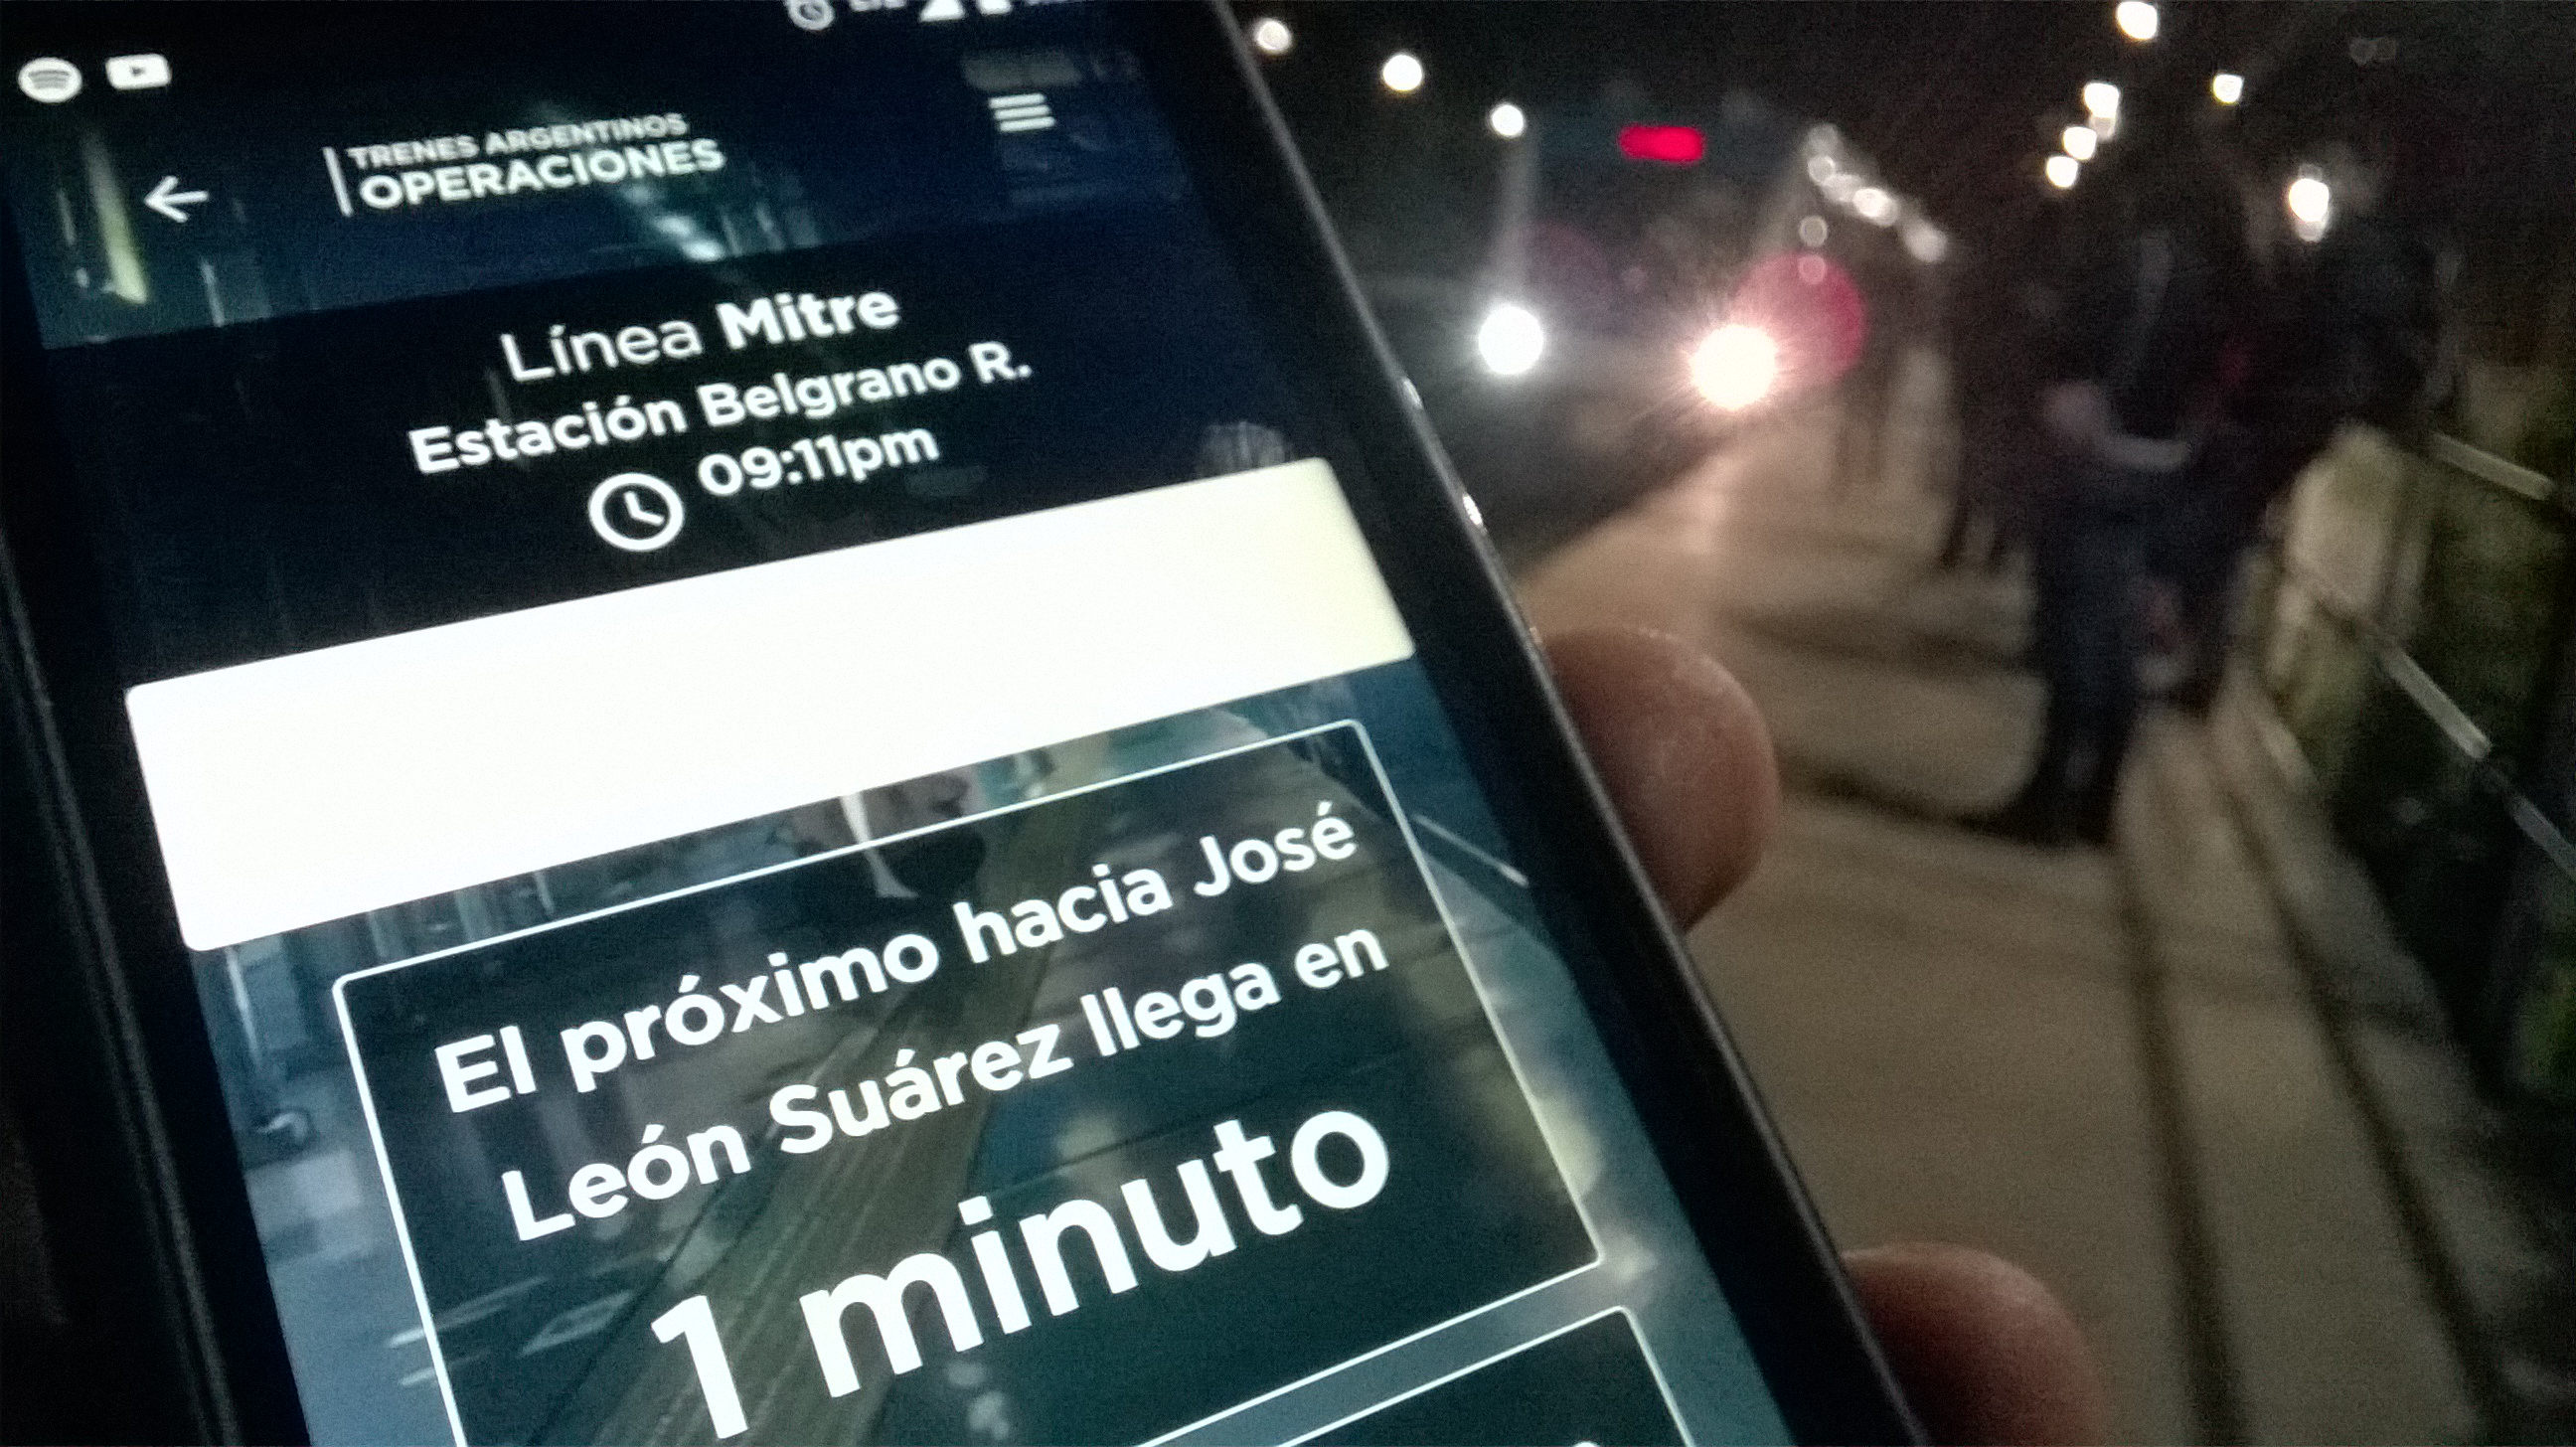 TRENES ARGENTINOS
OPERACIONES
Línea Mitre
Estación Belgrano R.
09:11pm
El próximo hacia José
León Suárez llega en
1 minuto